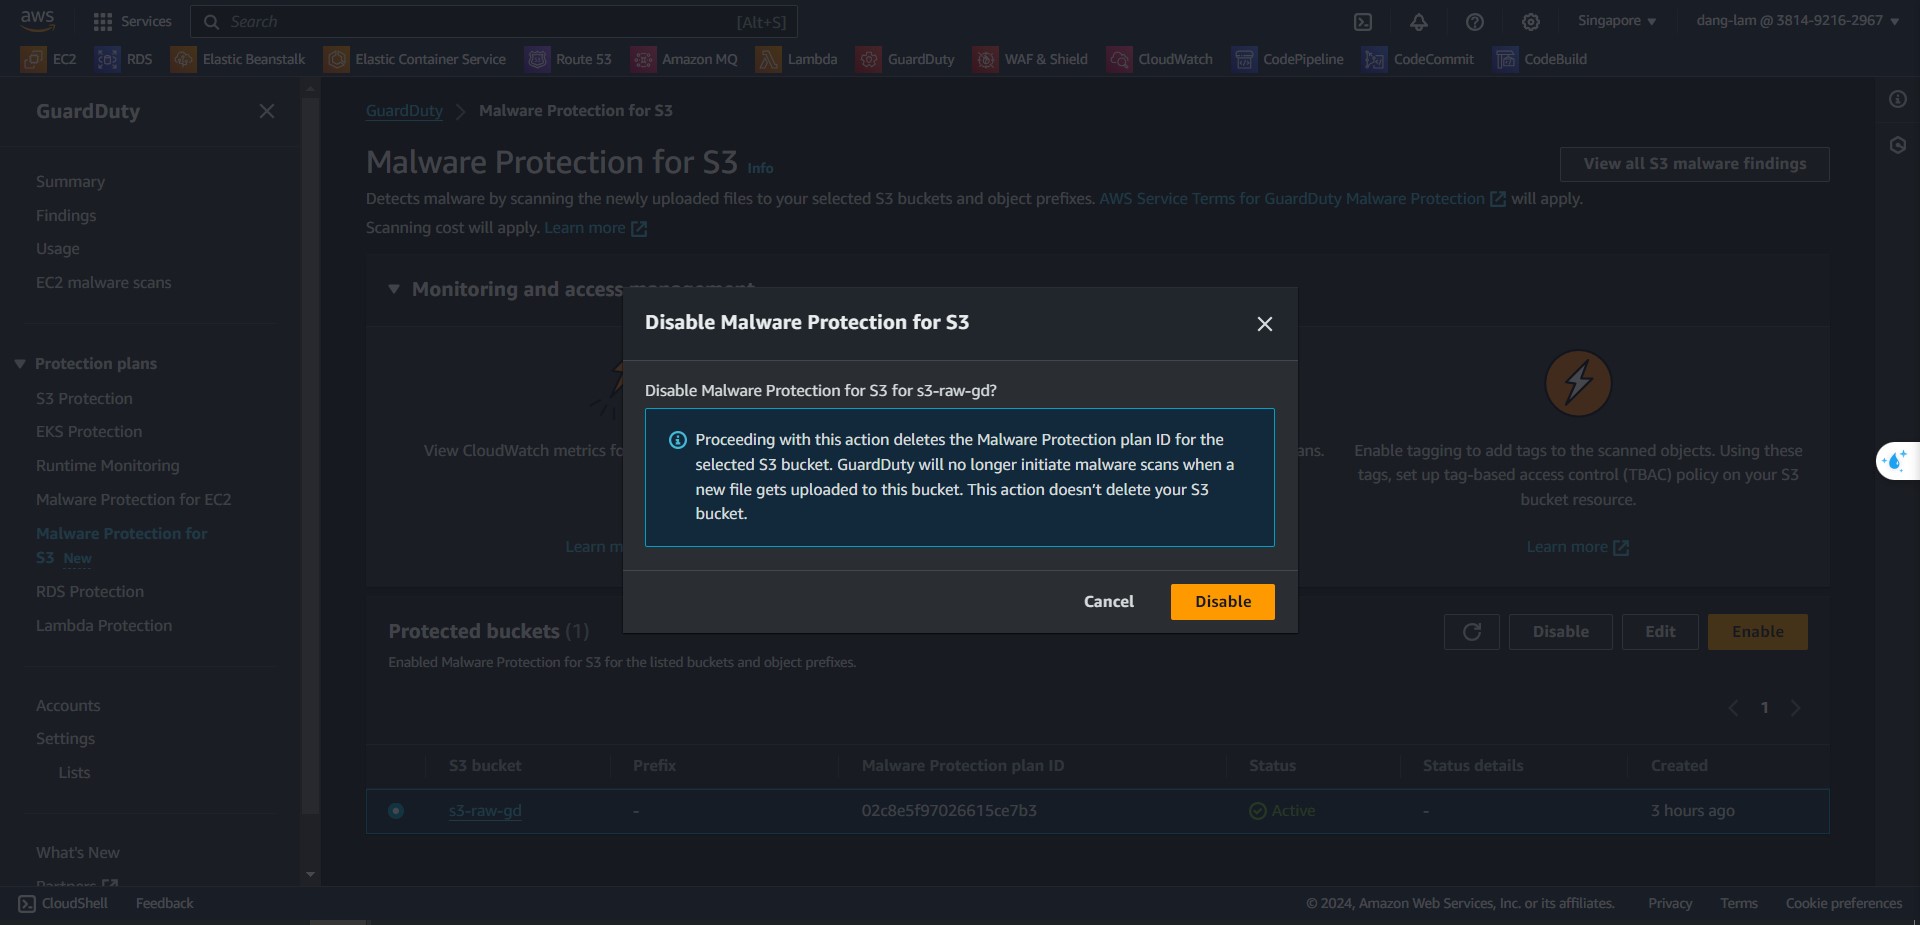 aws
Services
Search
[Alt+S]
Singapore
dang-lam @ 3814-9216-2967
EC2
RDS
Elastic Beanstalk
Elastic Container Service
Route 53
Amazon MQ
Lambda
GuardDuty
WAF & Shield
CloudWatch
CodePipeline
CodeCommit
CodeBuild
GuardDuty
Summary
Findings
Usage
EC2 malware scans
Protection plans
S3 Protection
EKS Protection
Runtime Monitoring
Malware Protection for EC2
Malware Protection for
S3 New
RDS Protection
Lambda Protection
Accounts
Settings
Lists
What's New
Partners
GuardDuty
Malware Protection for S3
Malware Protection for S3 Info
View all S3 malware findings
Detects malware by scanning the newly uploaded files to your selected S3 buckets and object prefixes. AWS Service Terms for GuardDuty Malware Protection will apply.
Scanning cost will apply. Learn more
Monitoring and access management
View CloudWatch metrics
Learn
Enable tagging to add tags to the scanned objects. Using these
tags, set up tag-based access control (TBAC) policy on your S3
bucket resource.
Learn more
Disable Malware Protection for S3
Disable Malware Protection for S3 for s3-raw-gd?
Proceeding with this action deletes the Malware Protection plan ID for the
selected S3 bucket. GuardDuty will no longer initiate malware scans when a
new file gets uploaded to this bucket. This action doesn't delete your S3
bucket.
Cancel
Disable
Protected buckets (1)
Enabled Malware Protection for S3 for the listed buckets and object prefixes.
Disable
Edit
Enable
1
S3 bucket
Prefix
Malware Protection plan ID
Status
Status details
Created
s3-raw-gd
-
02c8e5f97026615ce7b3
Active
-
3 hours ago
CloudShell
Feedback
© 2024, Amazon Web Services, Inc. or its affiliates.
Privacy
Terms
Cookie preferences